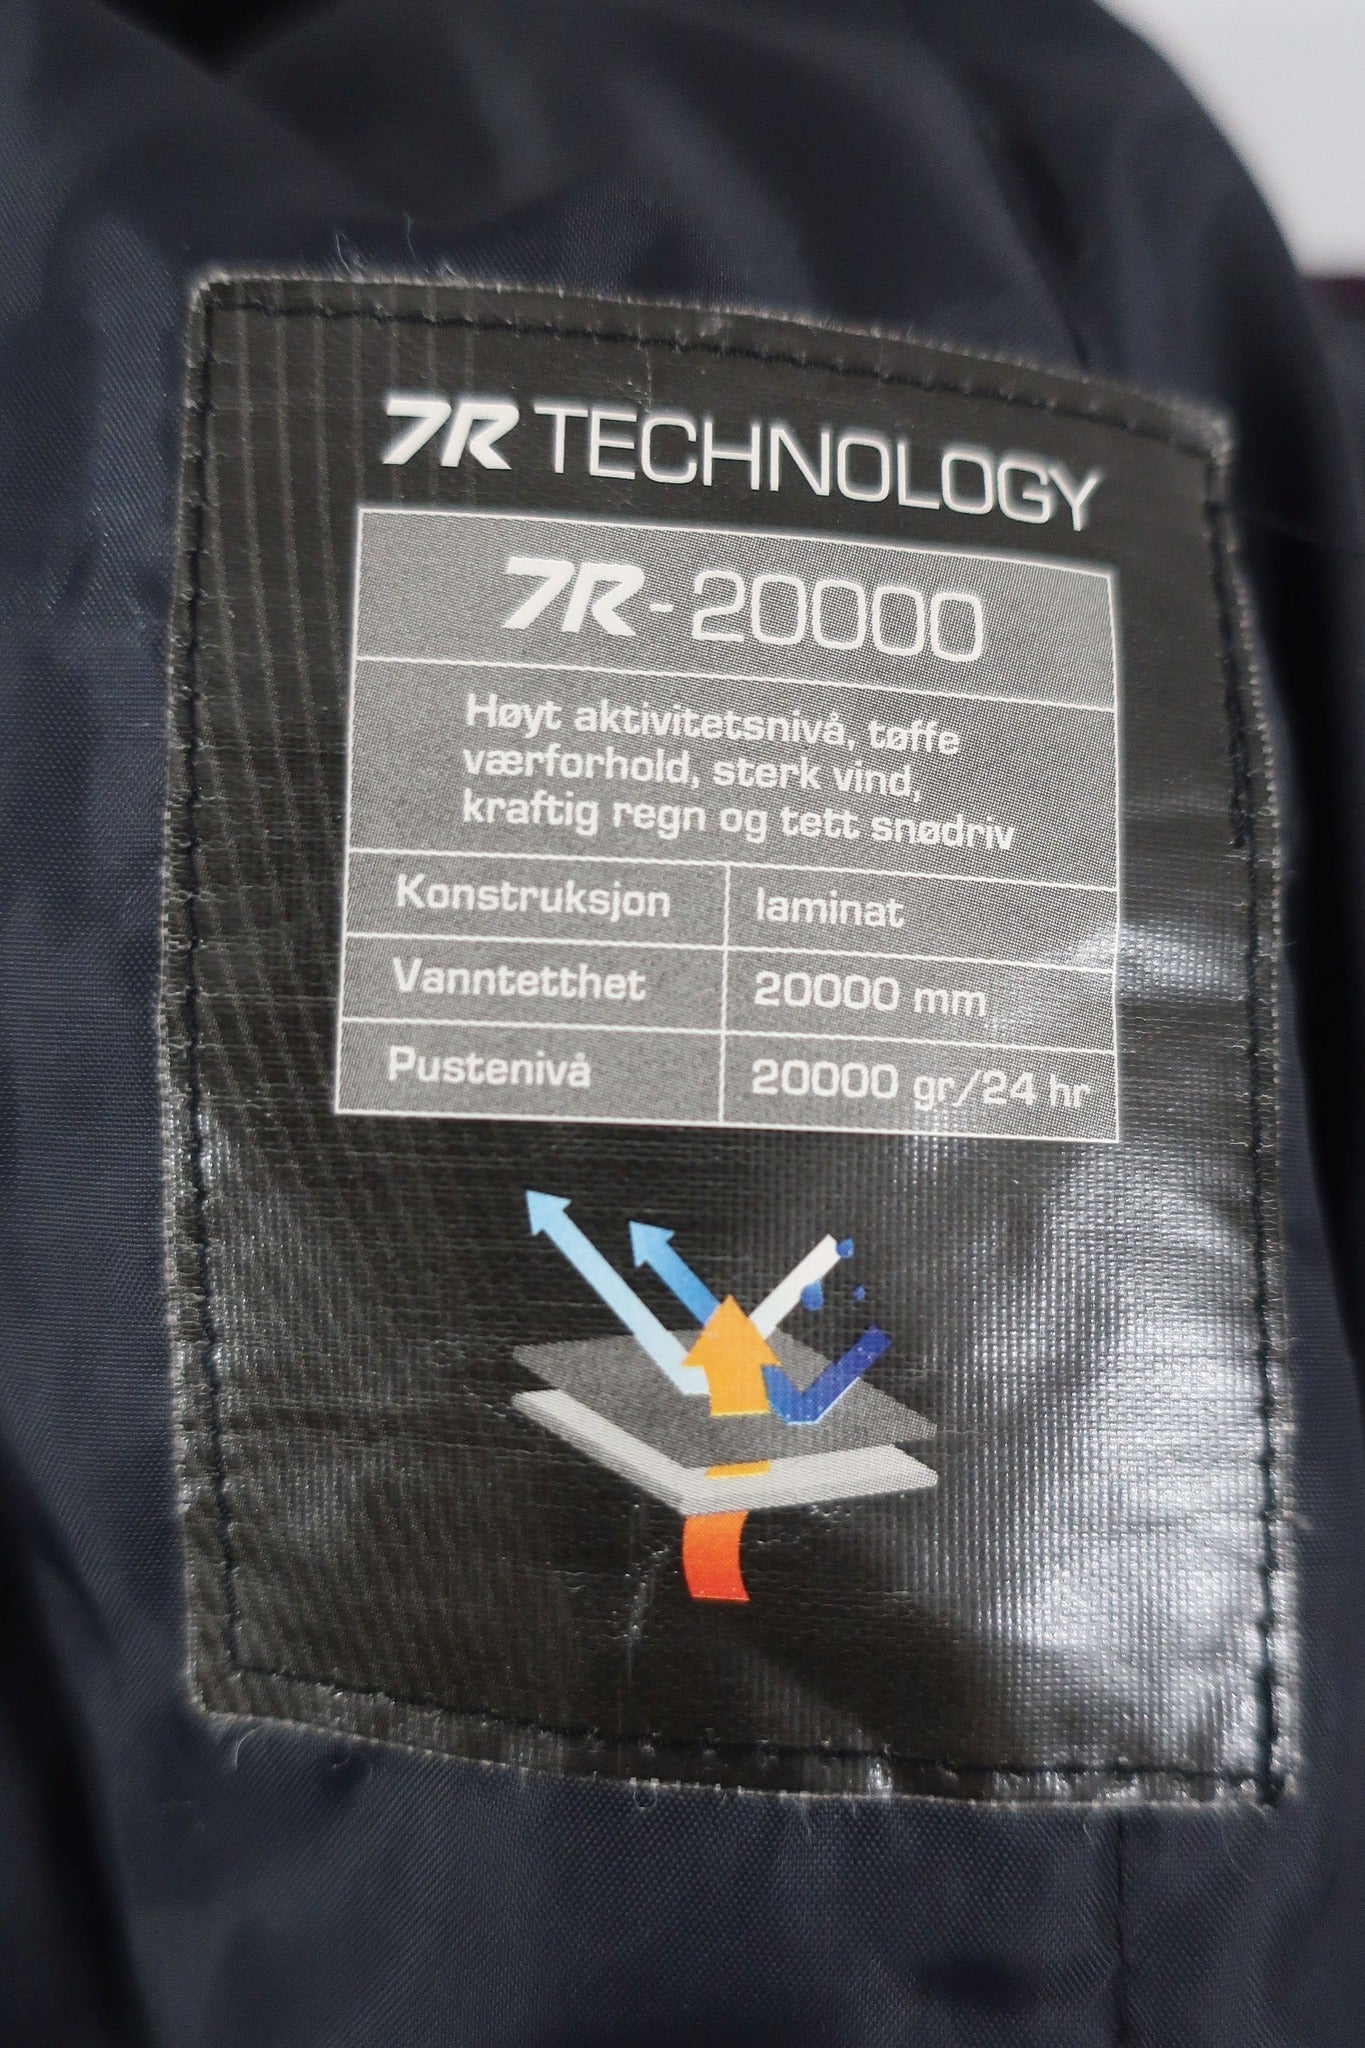 7R TECHNOLOGY
7R-20000
Høyt aktivitetsnivå, tøffe
værforhold, sterk vind,
kraftig regn og tett snødriv
Konstruksjon laminat
Vanntetthet 20000 mm
Pustenivå 20000 gr/24 hr